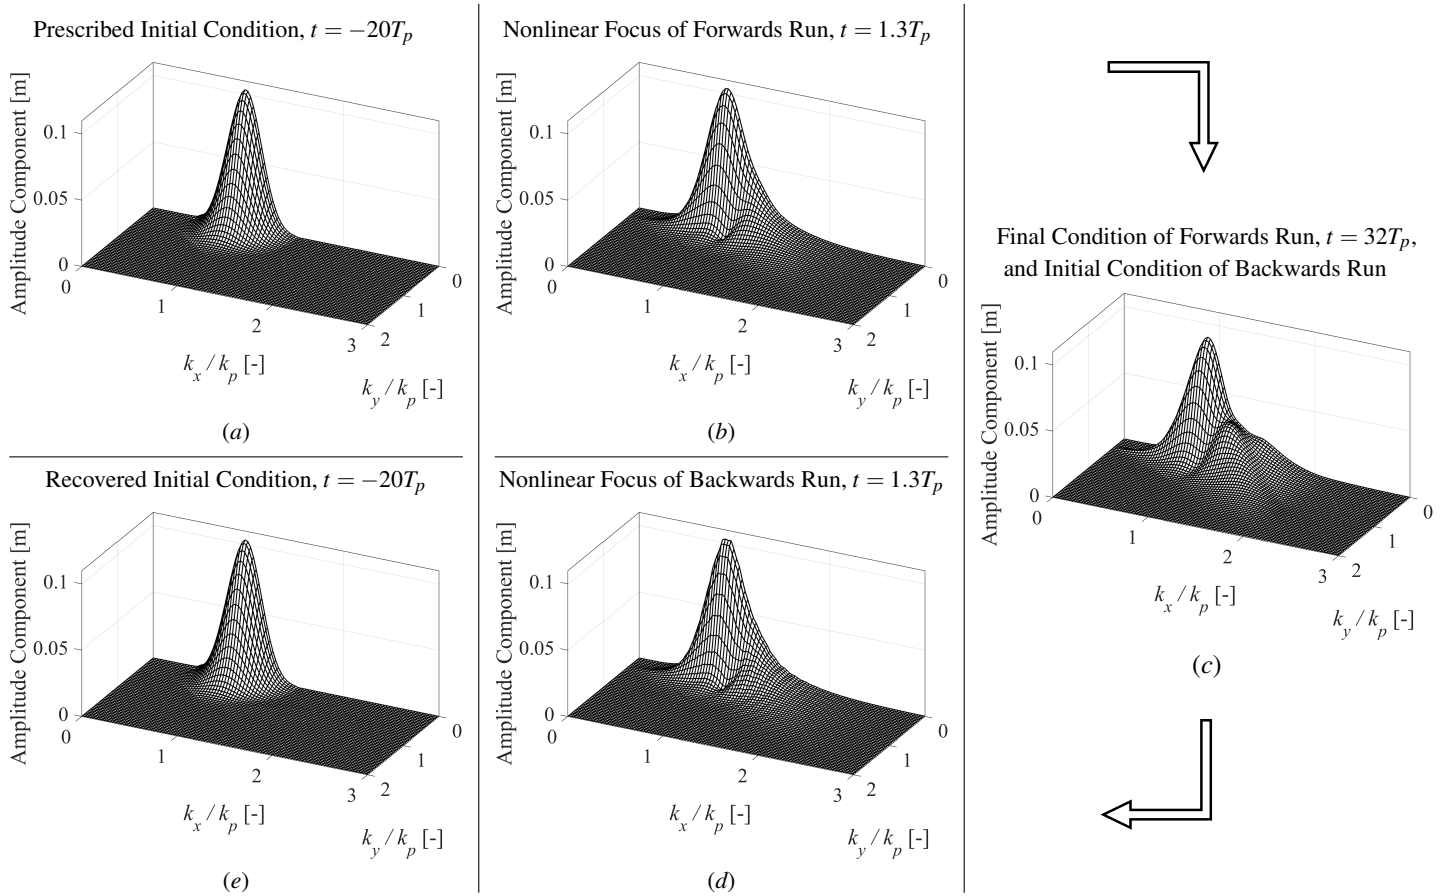 Prescribed Initial Condition, t = −20T_p
Amplitude Component [m]
0.1
0.05
0
0
1
2
3
2
1
0
k_x / k_p [-]
k_y / k_p [-]
(a)
Nonlinear Focus of Forwards Run, t = 1.3T_p
Amplitude Component [m]
0.1
0.05
0
0
1
2
3
2
1
0
k_x / k_p [-]
k_y / k_p [-]
(b)
Final Condition of Forwards Run, t = 32T_p,
and Initial Condition of Backwards Run
Amplitude Component [m]
0.1
0.05
0
0
1
2
3
2
1
0
k_x / k_p [-]
k_y / k_p [-]
(c)
Recovered Initial Condition, t = −20T_p
Amplitude Component [m]
0.1
0.05
0
0
1
2
3
2
1
0
k_x / k_p [-]
k_y / k_p [-]
(e)
Nonlinear Focus of Backwards Run, t = 1.3T_p
Amplitude Component [m]
0.1
0.05
0
0
1
2
3
2
1
0
k_x / k_p [-]
k_y / k_p [-]
(d)